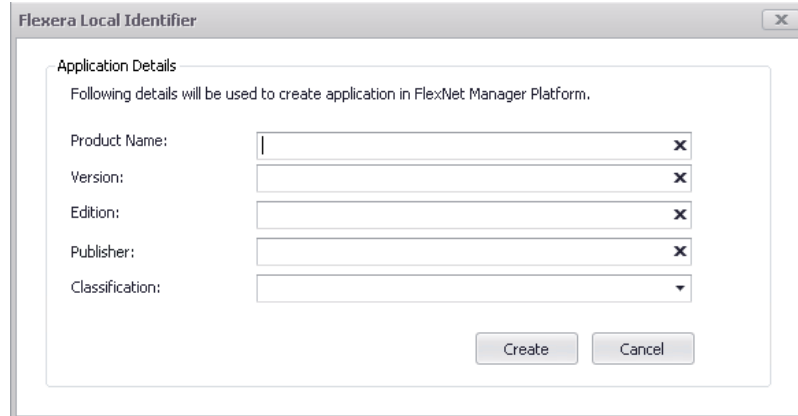 Flexera Local Identifier
Application Details
Following details will be used to create application in FlexNet Manager Platform.
Product Name:
Version:
Edition:
Publisher:
Classification:
Create Cancel